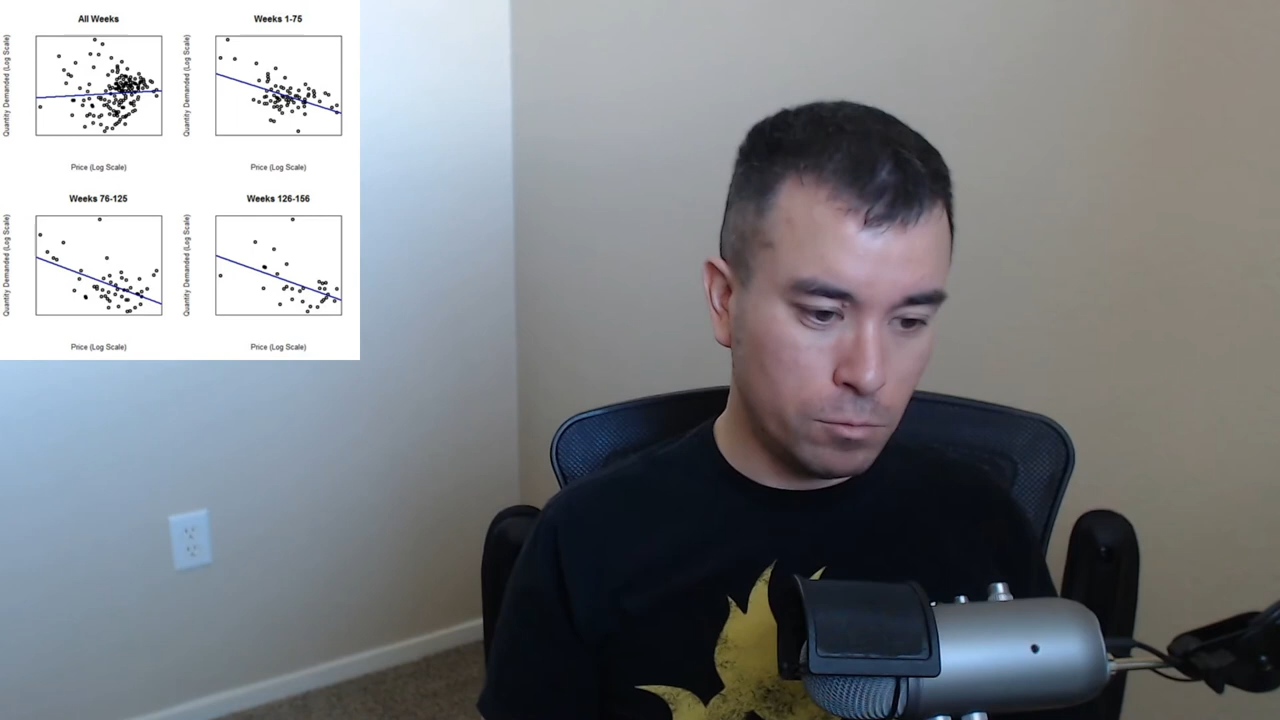 All Weeks
Quantity Demanded (Log Scale)
Price (Log Scale)
Weeks 1-75
Quantity Demanded (Log Scale)
Price (Log Scale)
Weeks 76-125
Quantity Demanded (Log Scale)
Price (Log Scale)
Weeks 126-156
Quantity Demanded (Log Scale)
Price (Log Scale)